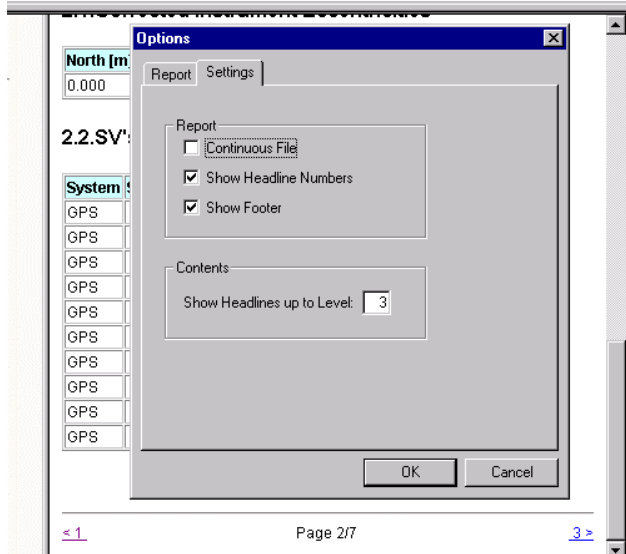 Options
North [m]
0.000
Report Settings
Report
Continuous File
2.2.SV's
Show Headline Numbers
System
Show Footer
GPS
GPS
GPS
Contents
GPS
Show Headlines up to Level: 3
GPS
GPS
GPS
GPS
GPS
GPS
OK Cancel
< 1 Page 2/7 3 >